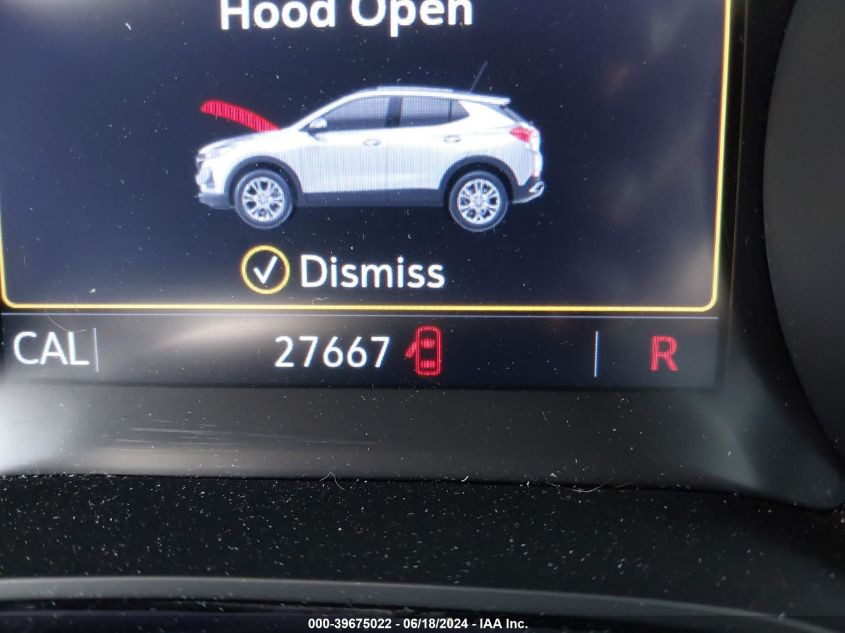 Hood Open
Dismiss
CAL 27667 R
000-39675022 - 06/18/2024 - IAA Inc.